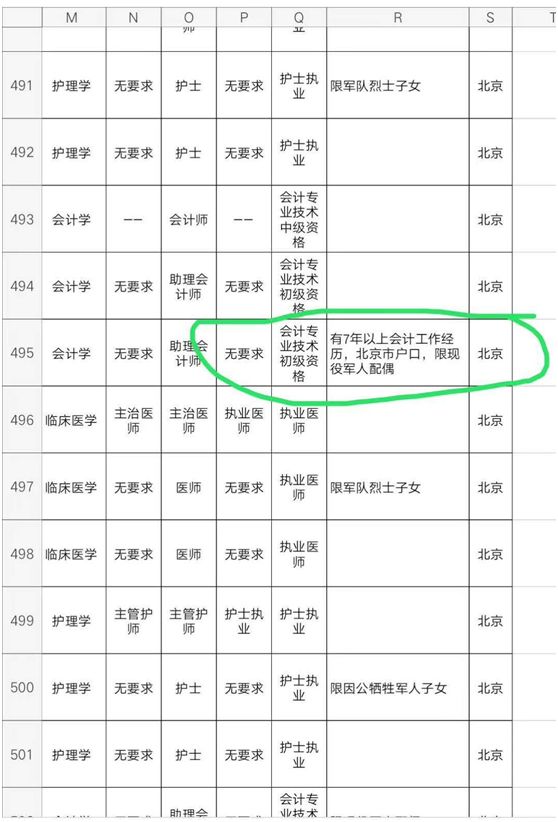 M N O P Q R S T
491 护理学 无要求 护士 无要求 护士执
业 限军队烈士子女 北京
492 护理学 无要求 护士 无要求 护士执
业 北京
493 会计学 —— 会计师 —— 会计专
业技术
中级资
格 北京
494 会计学 无要求 助理会
计师 无要求 会计专
业技术
初级资
格 北京
495 会计学 无要求 助理会
计师 无要求 会计专
业技术
初级资
格 有7年以上会计工作经
历，北京市户口，限现
役军人配偶 北京
496 临床医学 主治医
师 主治医
师 执业医
师 执业医
师 北京
497 临床医学 无要求 医师 无要求 执业医
师 限军队烈士子女 北京
498 临床医学 无要求 医师 无要求 执业医
师 北京
499 护理学 主管护
师 主管护
师 护士执
业 护士执
业 北京
500 护理学 无要求 护士 无要求 护士执
业 限因公牺牲军人子女 北京
501 护理学 无要求 护士 无要求 护士执
业 北京
助理会 会计专
业技术